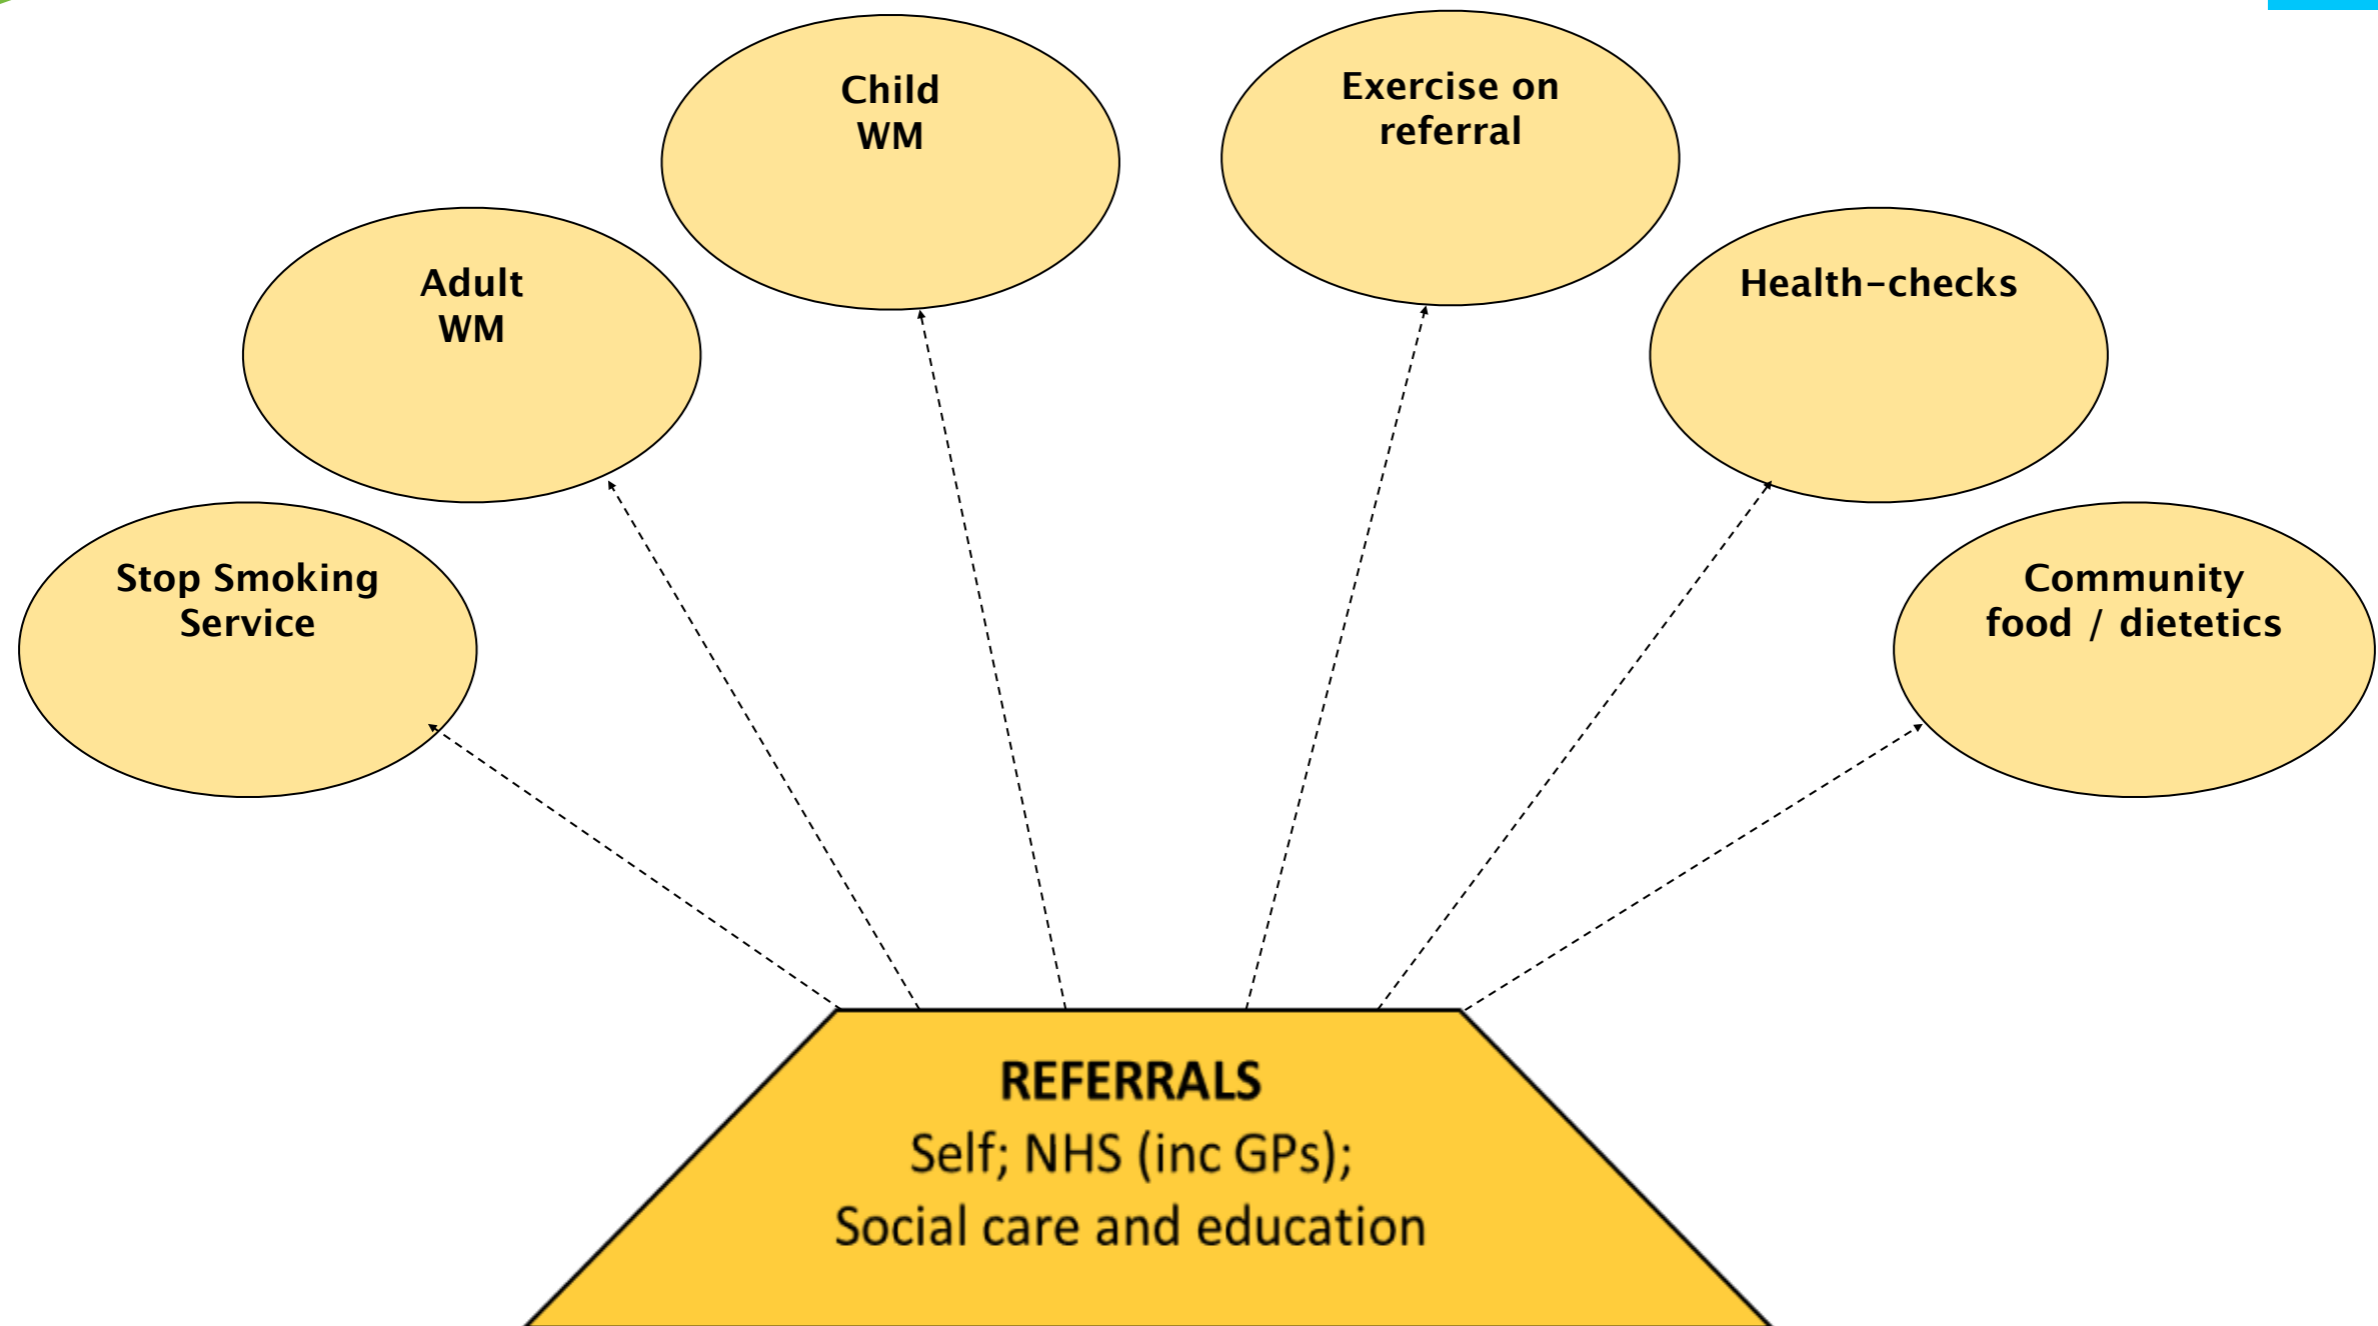 Child
WM
Exercise on
referral
Adult
WM
Health-checks
Stop Smoking
Service
Community
food / dietetics
REFERRALS
Self; NHS (inc GPs);
Social care and education